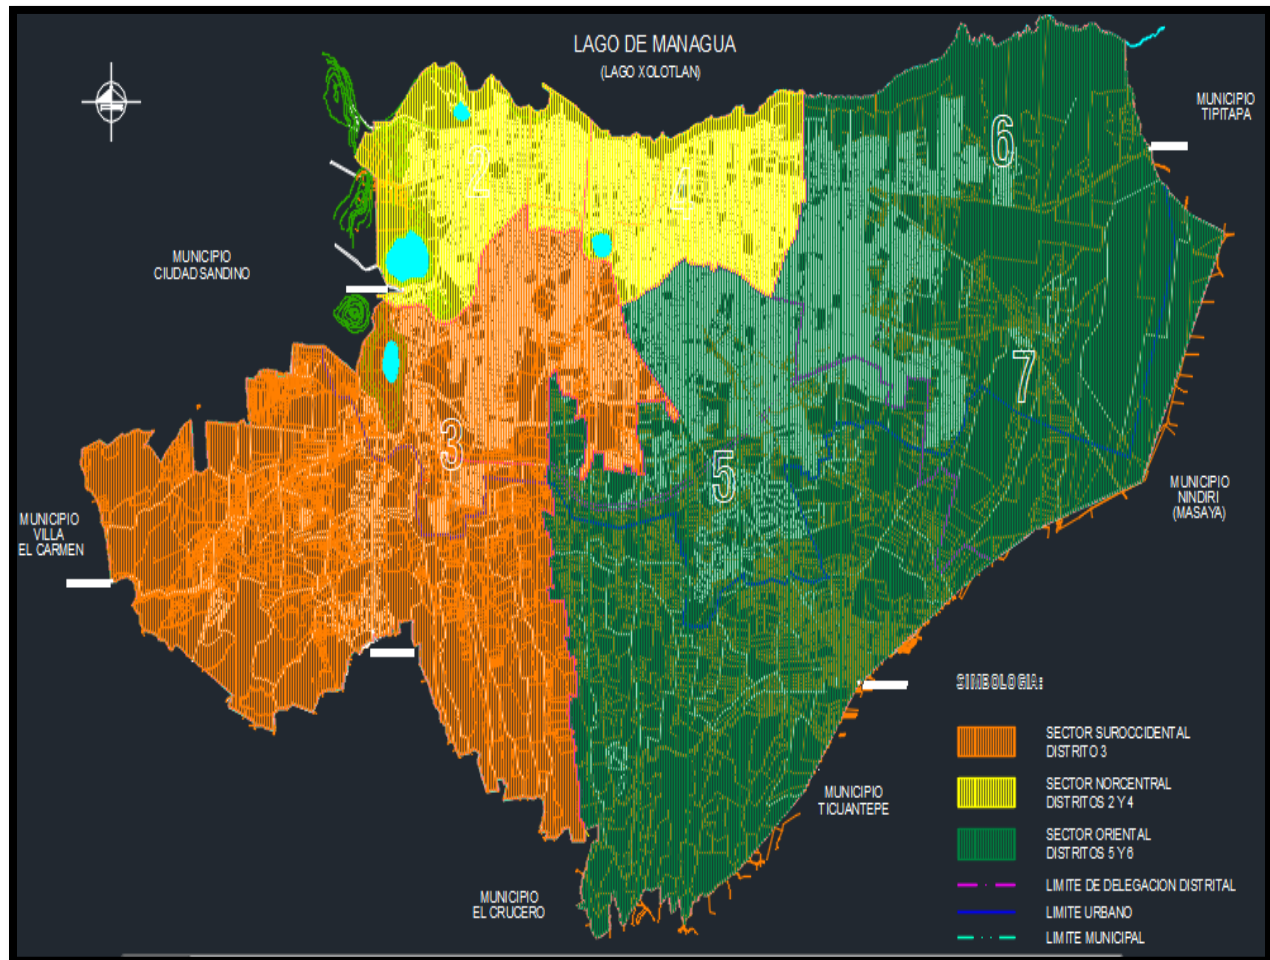 LAGO DE MANAGUA
(LAGO XOLOTLAN)
MUNICIPIO
TIPITAPA
6
2
4
MUNICIPIO
CIUDAD SANDINO
7
3
5
MUNICIPIO
NINDIRI
(MASAYA)
MUNICIPIO
VILLA
EL CARMEN
SIMBOLOGIA:
SECTOR SUROCCIDENTAL
DISTRITO 3
SECTOR NORCENTRAL
DISTRITOS 2 Y 4
SECTOR ORIENTAL
DISTRITOS 5 Y 6
LIMITE DE DELEGACION DISTRITAL
LIMITE URBANO
LIMITE MUNICIPAL
MUNICIPIO
TICUANTEPE
MUNICIPIO
EL CRUCERO